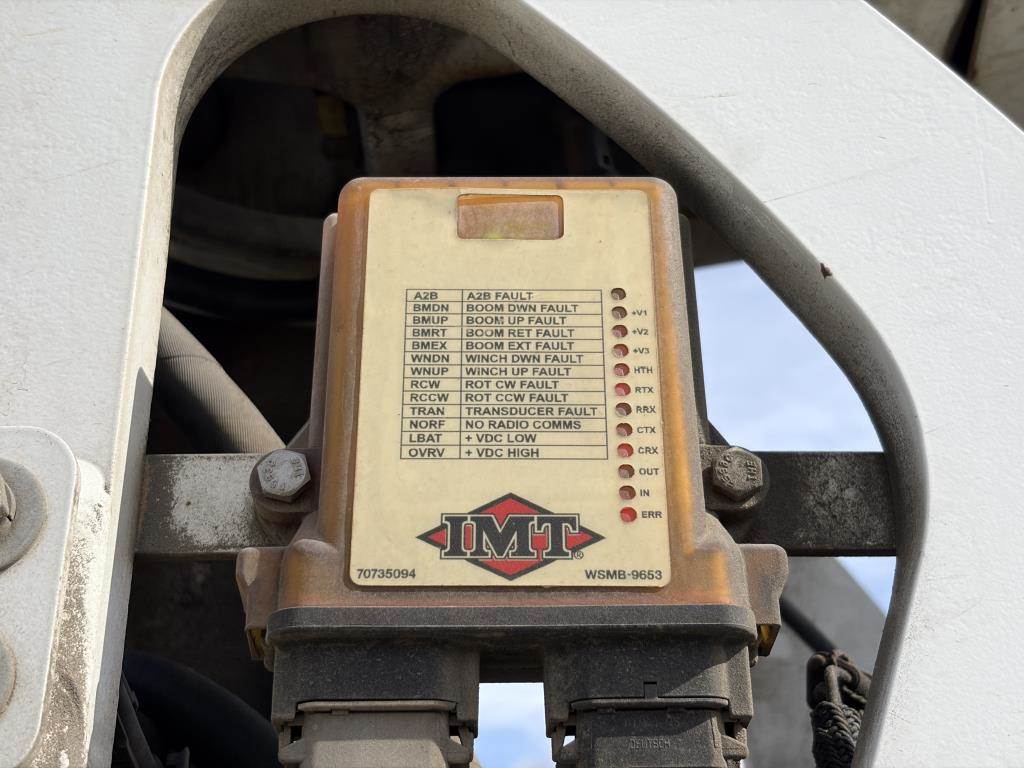 A2B A2B FAULT
BMDN BOOM DWN FAULT
BMUP BOOM UP FAULT
BMRT BOOM RET FAULT
BMEX BOOM EXT FAULT
WNDN WINCH DWN FAULT
WNUP WINCH UP FAULT
RCW ROT CW FAULT
RCCW ROT CCW FAULT
TRAN TRANSDUCER FAULT
NORF NO RADIO COMMS
LBAT + VDC LOW
OVRV + VDC HIGH
+V1
+V2
+V3
HTH
RTX
RRX
CTX
CRX
OUT
IN
ERR
IMT®
70735094 WSMB-9653
DEUTSCH